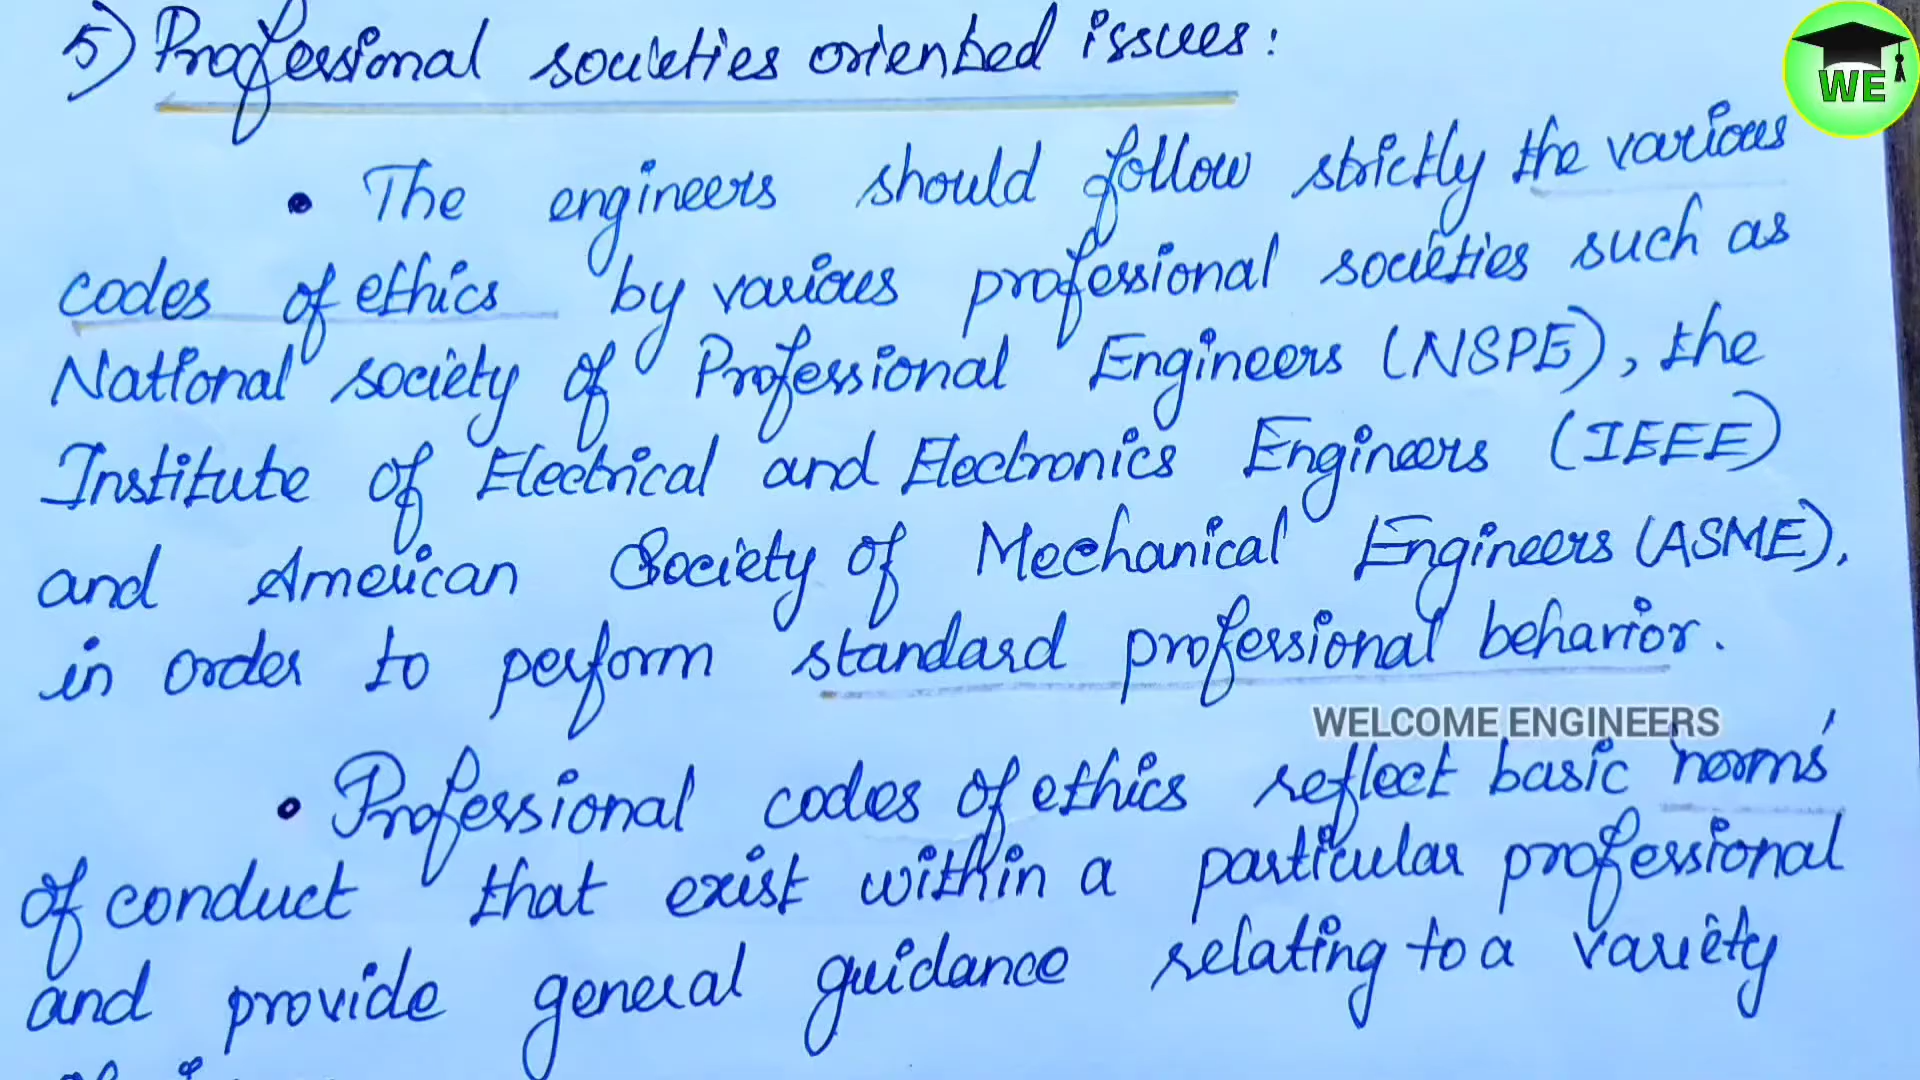 5) Professional societies oriented issues:
WE
• The engineers should follow strictly the various
codes of ethics by various professional societies such as
National society of Professional Engineers (NSPE), the
Institute of Electrical and Electronics Engineers (IEEE)
and American Society of Mechanical Engineers (ASME),
in order to perform standard professional behavior.
WELCOME ENGINEERS
• Professional codes of ethics reflect basic 'norms'
of conduct that exist within a particular professional
and provide general guidance relating to a variety